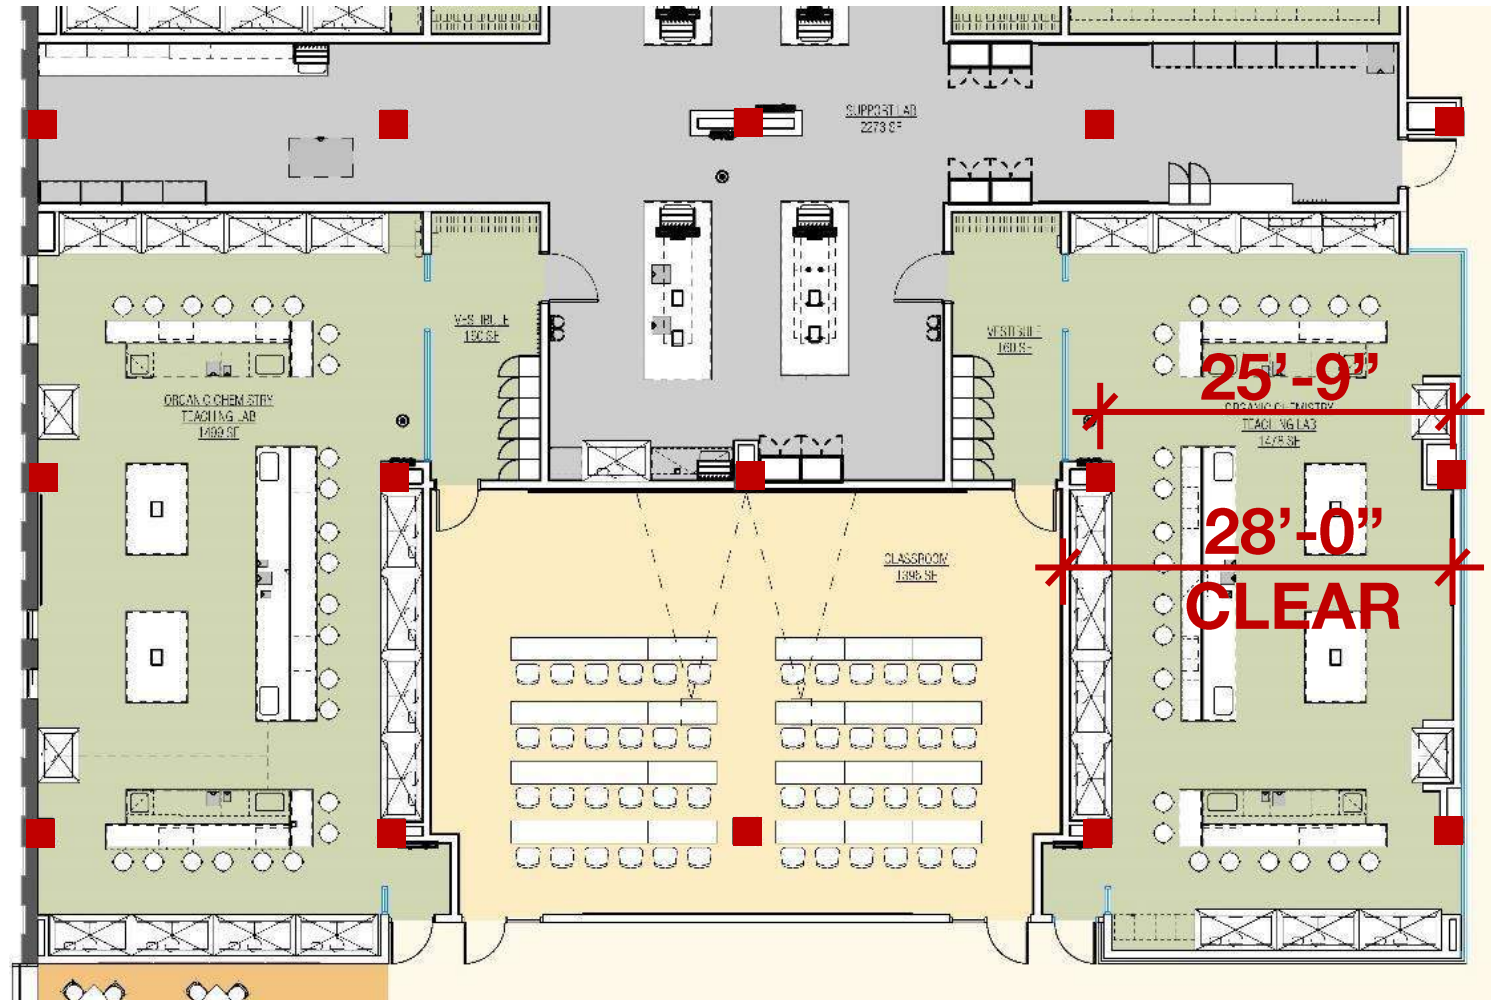 SUPPORT LAB
2273 SF
VESTIBULE
160 SF
VESTIBULE
160 SF
25’-9”
ORGANIC CHEMISTRY
TEACHING LAB
1499 SF
ORGANIC CHEMISTRY
TEACHING LAB
1478 SF
28’-0”
CLEAR
CLASSROOM
1396 SF